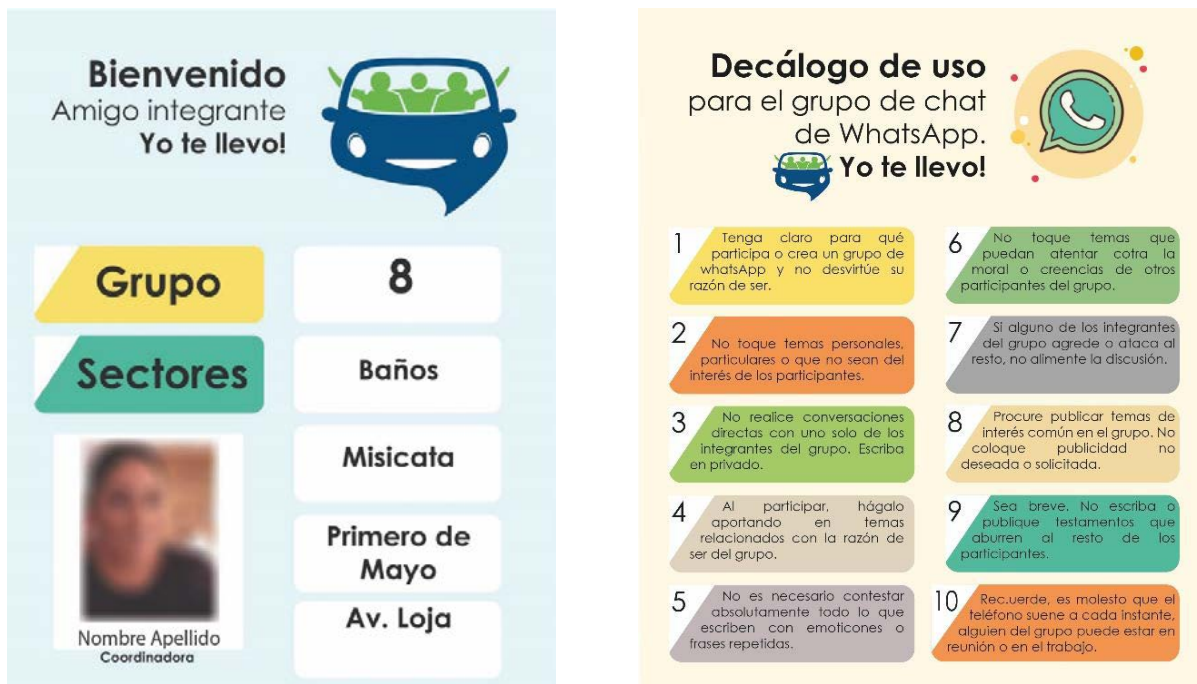 Bienvenido
Amigo integrante
Yo te llevo!
Grupo
8
Sectores
Baños
Misicata
Primero de
Mayo
Av. Loja
Nombre Apellido
Coordinadora
Decálogo de uso
para el grupo de chat
de WhatsApp.
Yo te llevo!
1
Tenga claro para qué
participa o crea un grupo de
whatsApp y no desvirtúe su
razón de ser.
2
No toque temas personales,
particulares o que no sean del
interés de los participantes.
3
No realice conversaciones
directas con uno solo de los
integrantes del grupo. Escriba
en privado.
4
Al participar, hágalo
aportando en temas
relacionados con la razón de
ser del grupo.
5
No es necesario contestar
absolutamente todo lo que
escriben con emoticones o
frases repetidas.
6
No toque temas que
puedan atentar cotra la
moral o creencias de otros
participantes del grupo.
7
Si alguno de los integrantes
del grupo agrede o ataca al
resto, no alimente la discusión.
8
Procure publicar temas de
interés común en el grupo. No
coloque publicidad no
deseada o solicitada.
9
Sea breve. No escriba o
publique testamentos que
aburren al resto de los
participantes.
10
Rec.uerde, es molesto que el
teléfono suene a cada instante,
alguien del grupo puede estar en
reunión o en el trabajo.